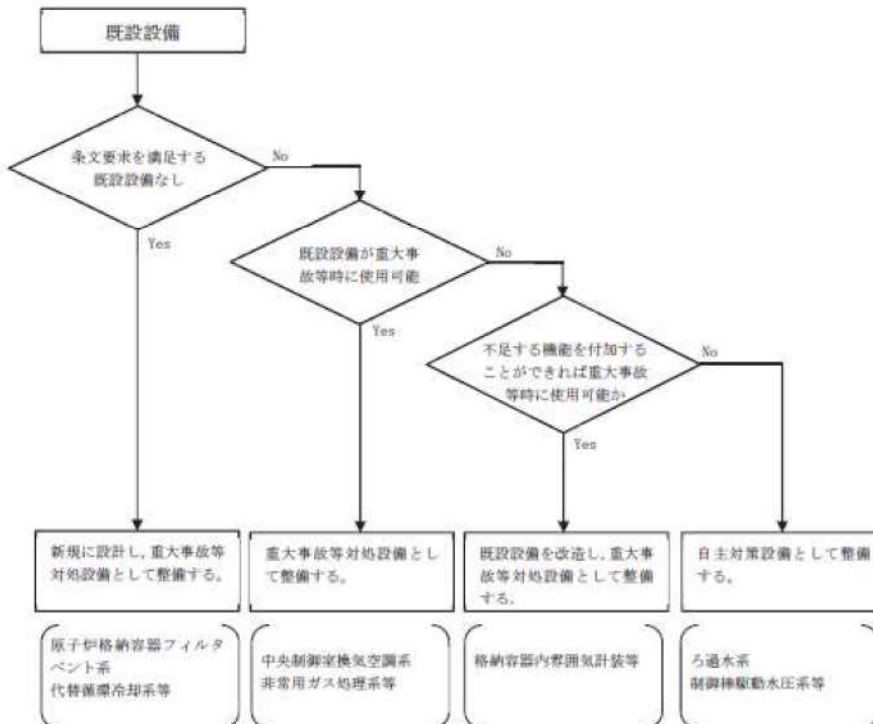 既設設備
条文要求を満足する
既設設備なし
No
Yes
既設設備が重大事
故等時に使用可能
No
Yes
不足する機能を付加する
ことができれば重大事故
等時に使用可能か
No
Yes
新規に設計し,重大事故等
対処設備として整備する。
重大事故等対処設備とし
て整備する。
既設設備を改造し,重大事
故等対処設備として整備
する。
自主対策設備として整備
する。
原子炉格納容器フィルタ
ベント系
代替循環冷却系等
中央制御室換気空調系
非常用ガス処理系等
格納容器内雰囲気計装等
ろ過水系
制御棒駆動水圧系等